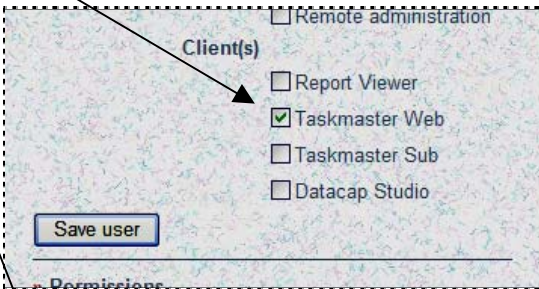 Remote administration
Client(s)
Report Viewer
Taskmaster Web
Taskmaster Sub
Datacap Studio
Save user
Permissions